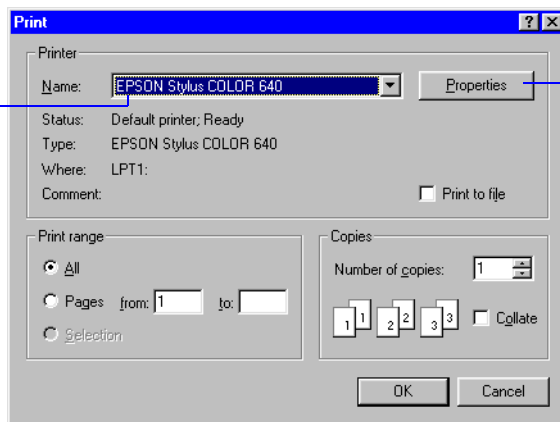 Print
Printer
Name: EPSON Stylus COLOR 640 Properties
Status: Default printer; Ready
Type: EPSON Stylus COLOR 640
Where: LPT1:
Comment: Print to file
Print range
All
Pages from: 1 to:
Selection
Copies
Number of copies: 1
1 1 2 2 3 3 Collate
OK Cancel